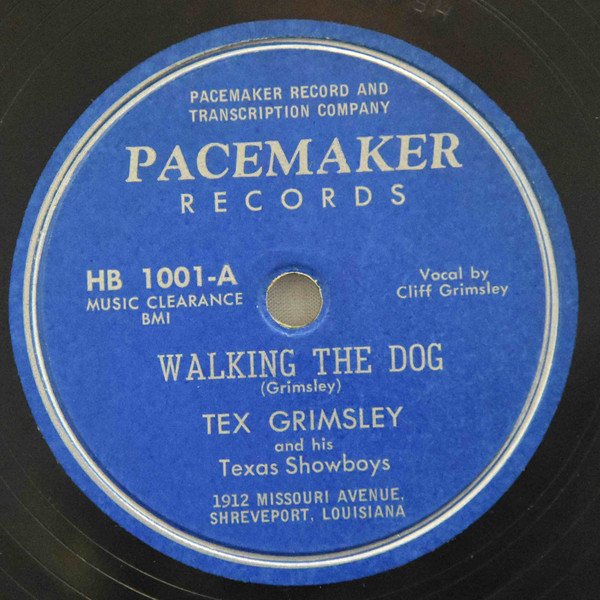 PACEMAKER RECORD AND
TRANSCRIPTION COMPANY
PACEMAKER
RECORDS
HB 1001-A
MUSIC CLEARANCE
BMI
Vocal by
Cliff Grimsley
WALKING THE DOG
(Grimsley)
TEX GRIMSLEY
and his
Texas Showboys
1912 MISSOURI AVENUE,
SHREVEPORT, LOUISIANA